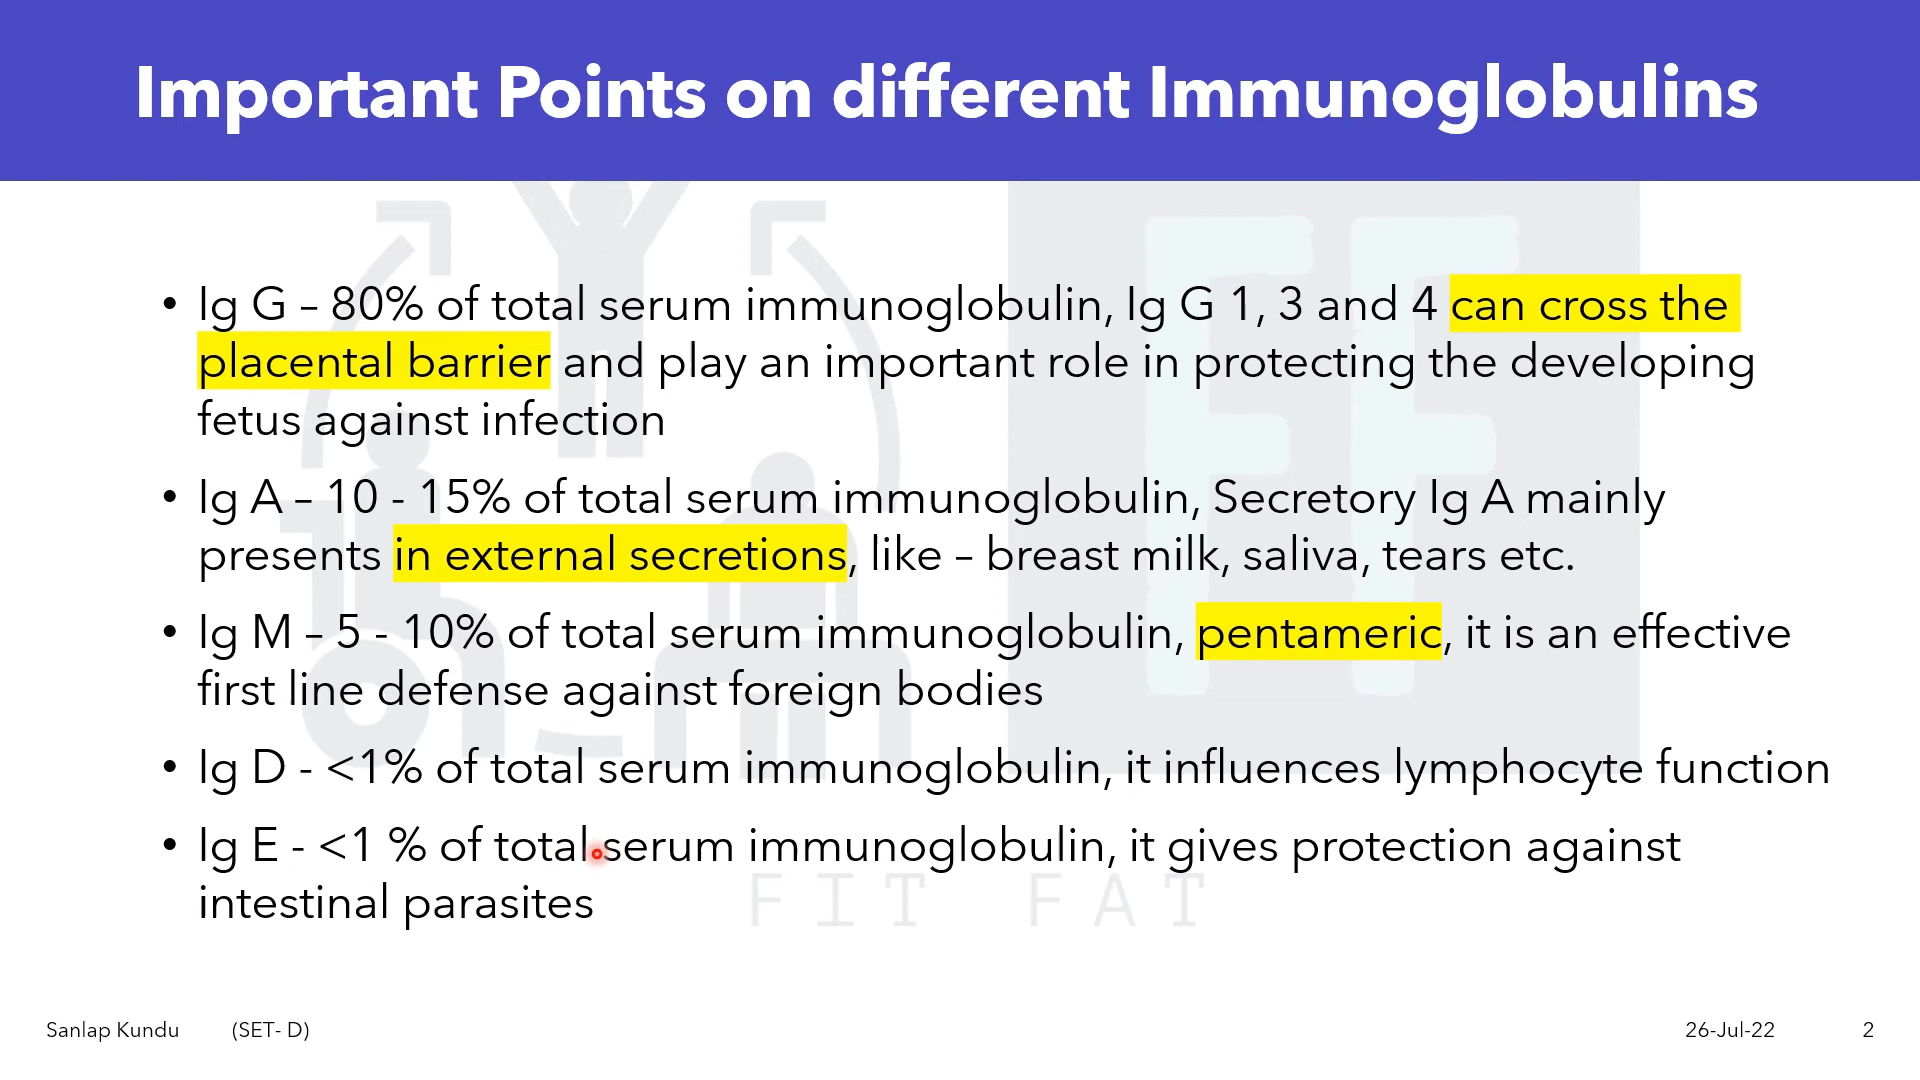 Important Points on different Immunoglobulins
• Ig G – 80% of total serum immunoglobulin, Ig G 1, 3 and 4 can cross the
placental barrier and play an important role in protecting the developing
fetus against infection
• Ig A – 10 - 15% of total serum immunoglobulin, Secretory Ig A mainly
presents in external secretions, like – breast milk, saliva, tears etc.
• Ig M – 5 - 10% of total serum immunoglobulin, pentameric, it is an effective
first line defense against foreign bodies
• Ig D - <1% of total serum immunoglobulin, it influences lymphocyte function
• Ig E - <1 % of total serum immunoglobulin, it gives protection against
intestinal parasites
FF
FIT FAT
Sanlap Kundu (SET- D) 26-Jul-22 2